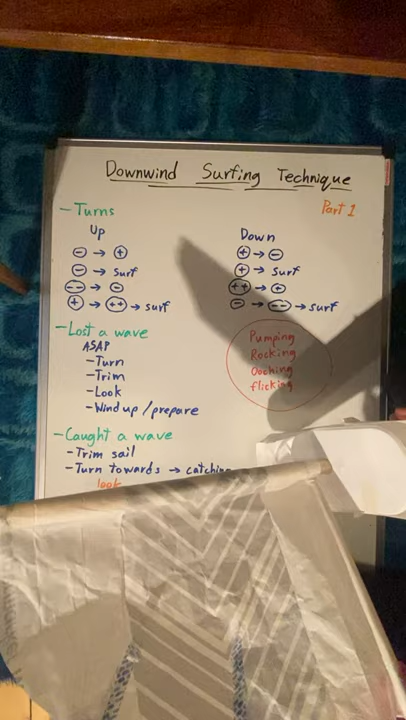 Downwind Surfing Technique
Part 1
- Turns
Up
⊖ → ⊕
⊖ → surf
(--) → ⊖
⊕ → (++) → surf
Down
⊕ → ⊖
⊕ → surf
(++) → ⊕
⊖ → (--) → surf
- Lost a wave
ASAP
- Turn
- Trim
- Look
- Wind up / prepare
Pumping
Rocking
Ooching
flicking
- Caught a wave
- Trim sail
- Turn towards → catching
look